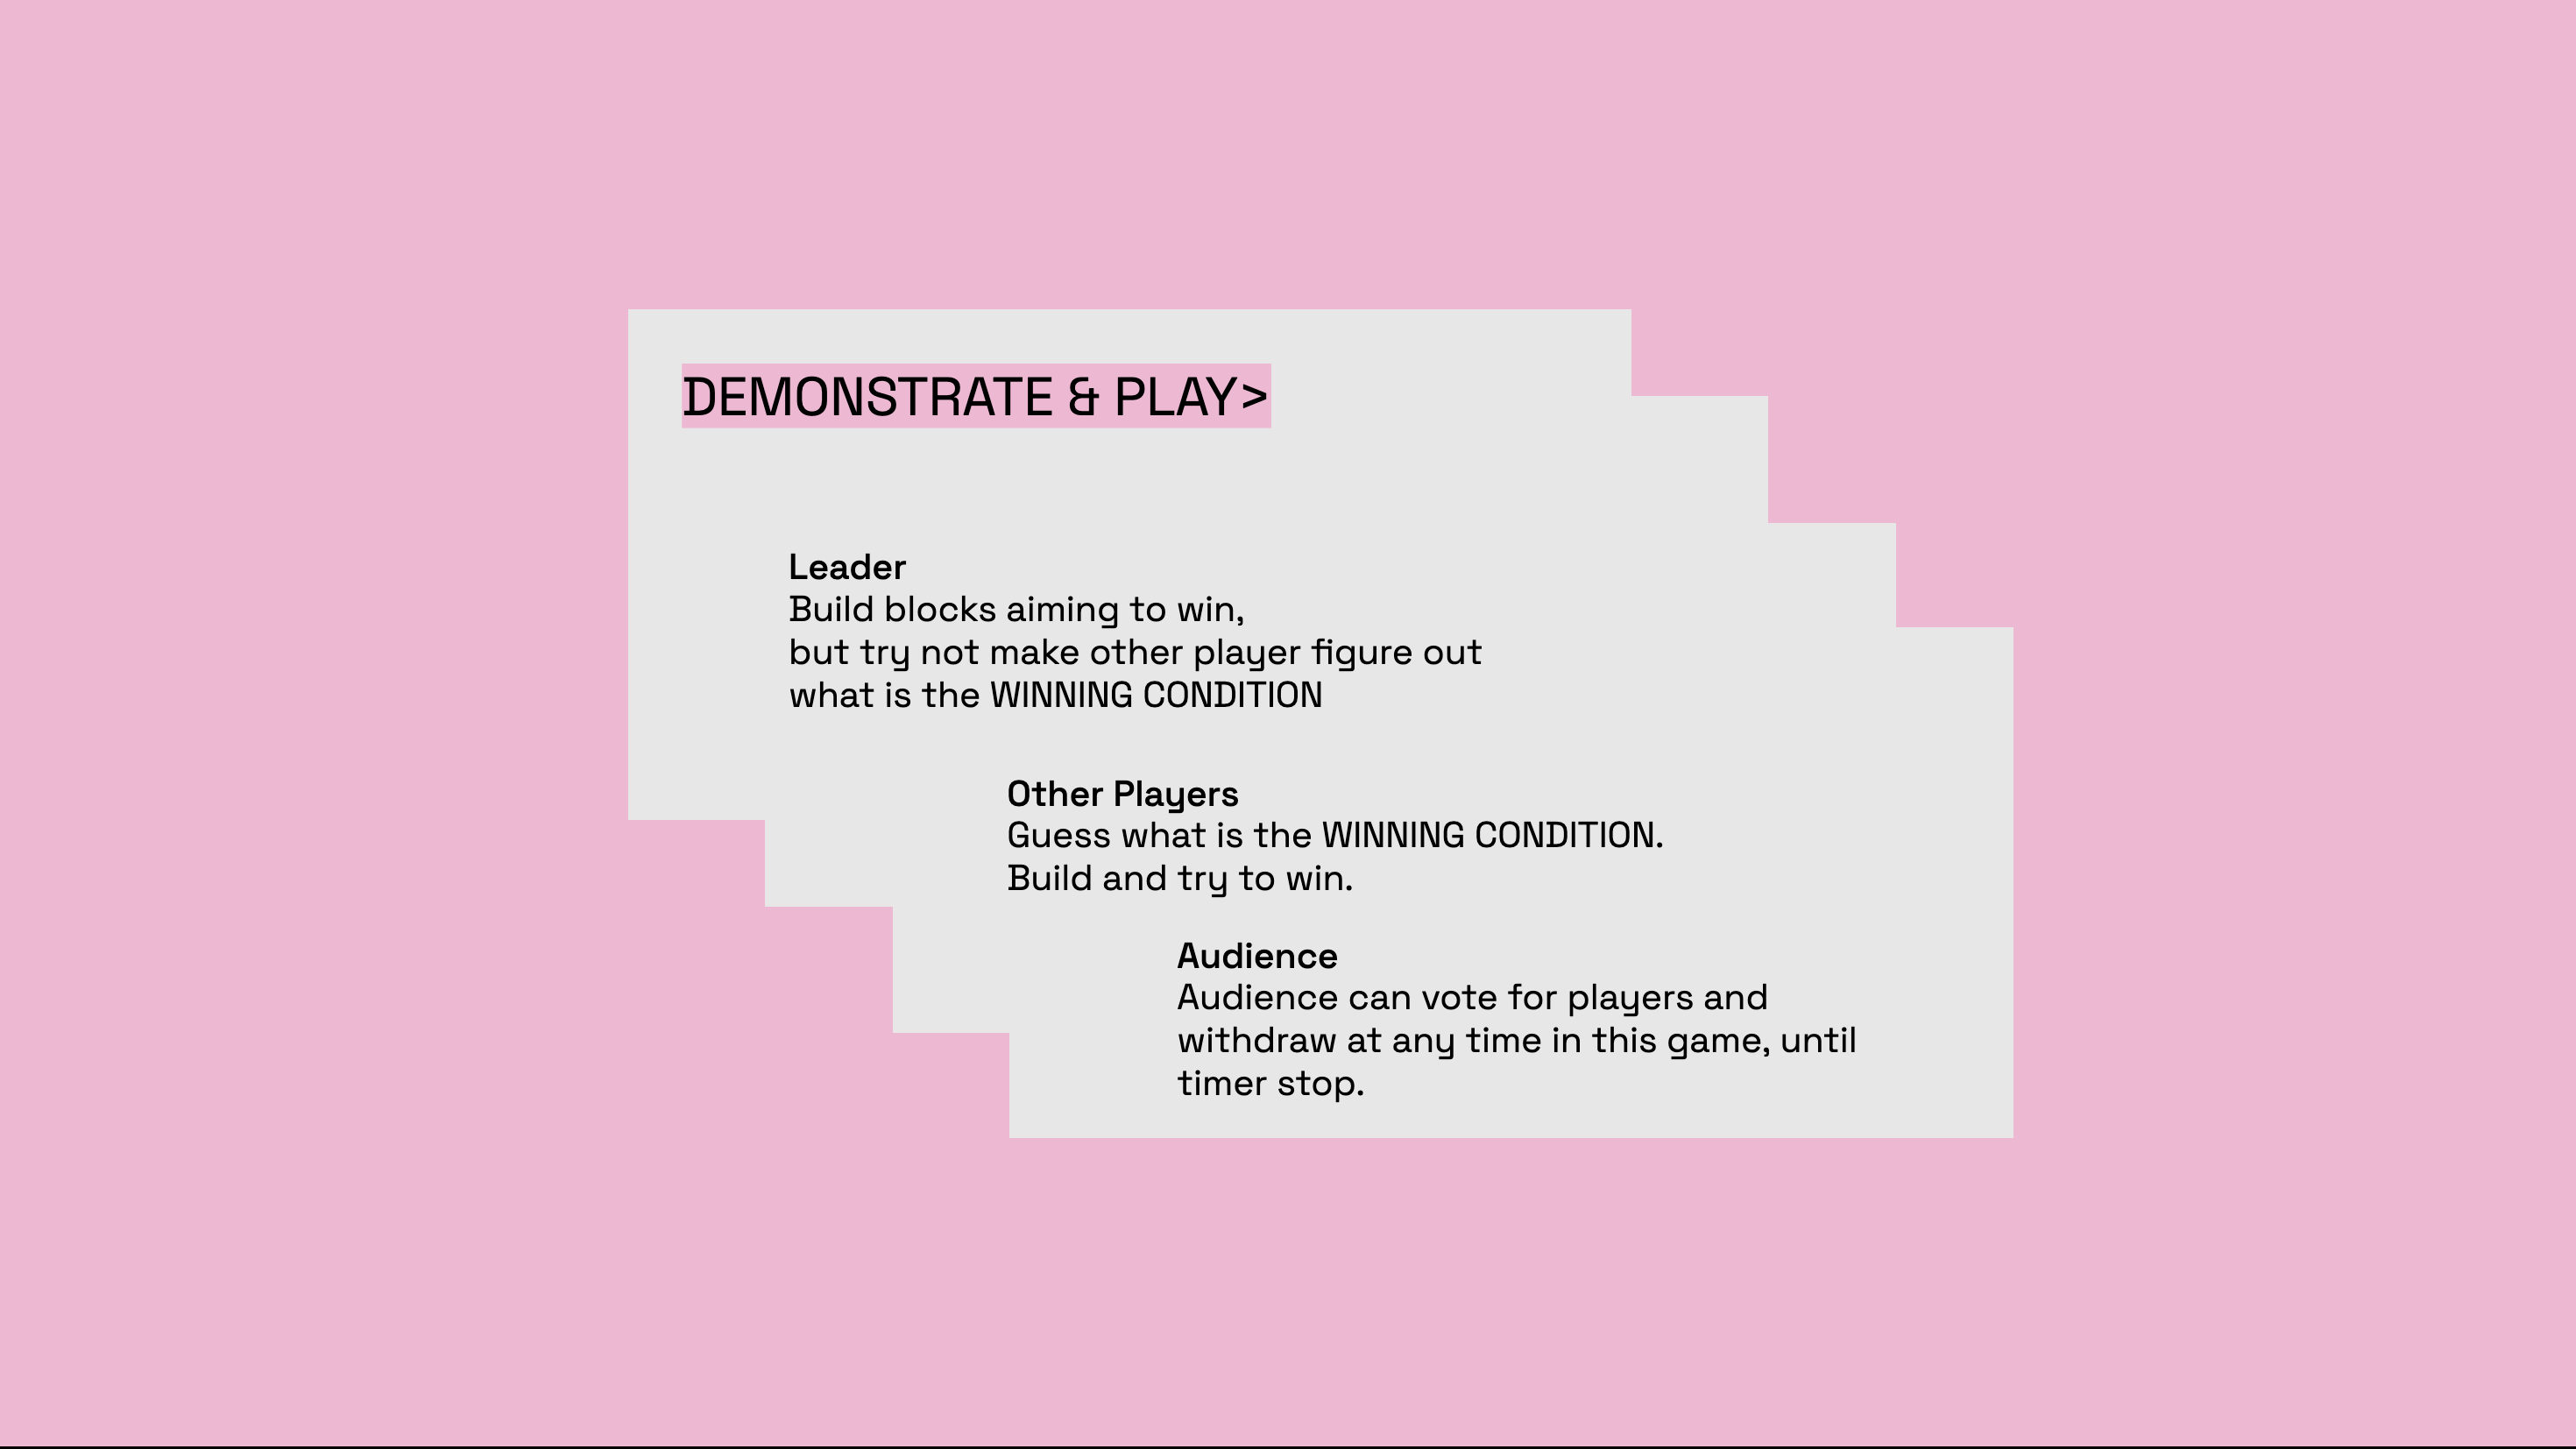 DEMONSTRATE & PLAY>
Leader
Build blocks aiming to win,
but try not make other player figure out
what is the WINNING CONDITION
Other Players
Guess what is the WINNING CONDITION.
Build and try to win.
Audience
Audience can vote for players and
withdraw at any time in this game, until
timer stop.